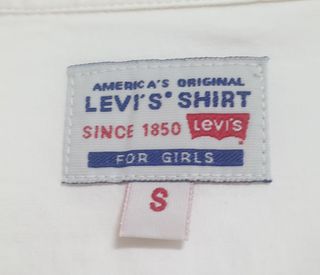 AMERICA'S ORIGINAL
LEVI'S® SHIRT
SINCE 1850 LEVI'S
FOR GIRLS
S